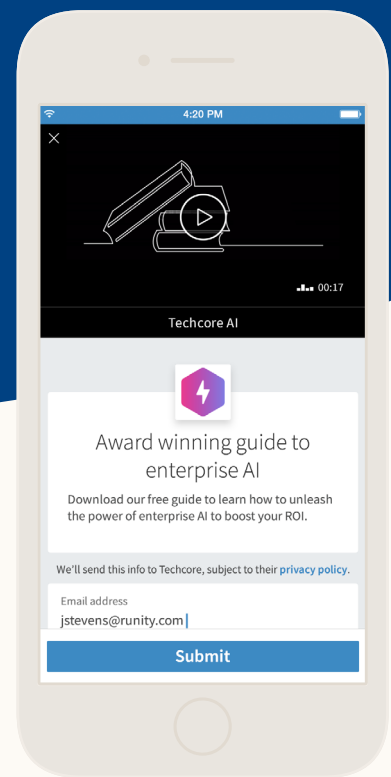 4:20 PM
00:17
Techcore AI
Award winning guide to
enterprise AI
Download our free guide to learn how to unleash
the power of enterprise AI to boost your ROI.
We'll send this info to Techcore, subject to their privacy policy.
Email address
jstevens@runity.com
Submit